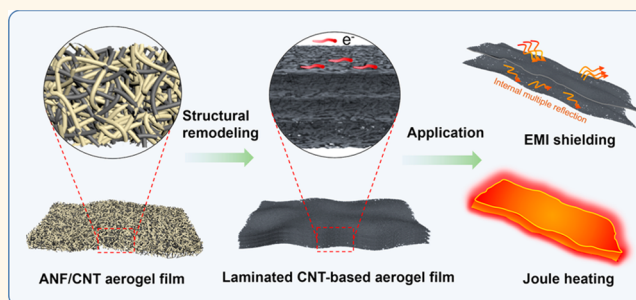 e-
Structural
remodeling
Application
Internal multiple reflection
EMI shielding
ANF/CNT aerogel film
Laminated CNT-based aerogel film
Joule heating